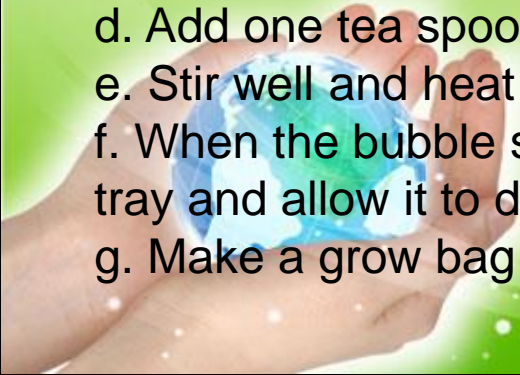 d. Add one tea
e. Stir well and heat
f. When the bubble
tray and allow it to
g. Make a grow bag